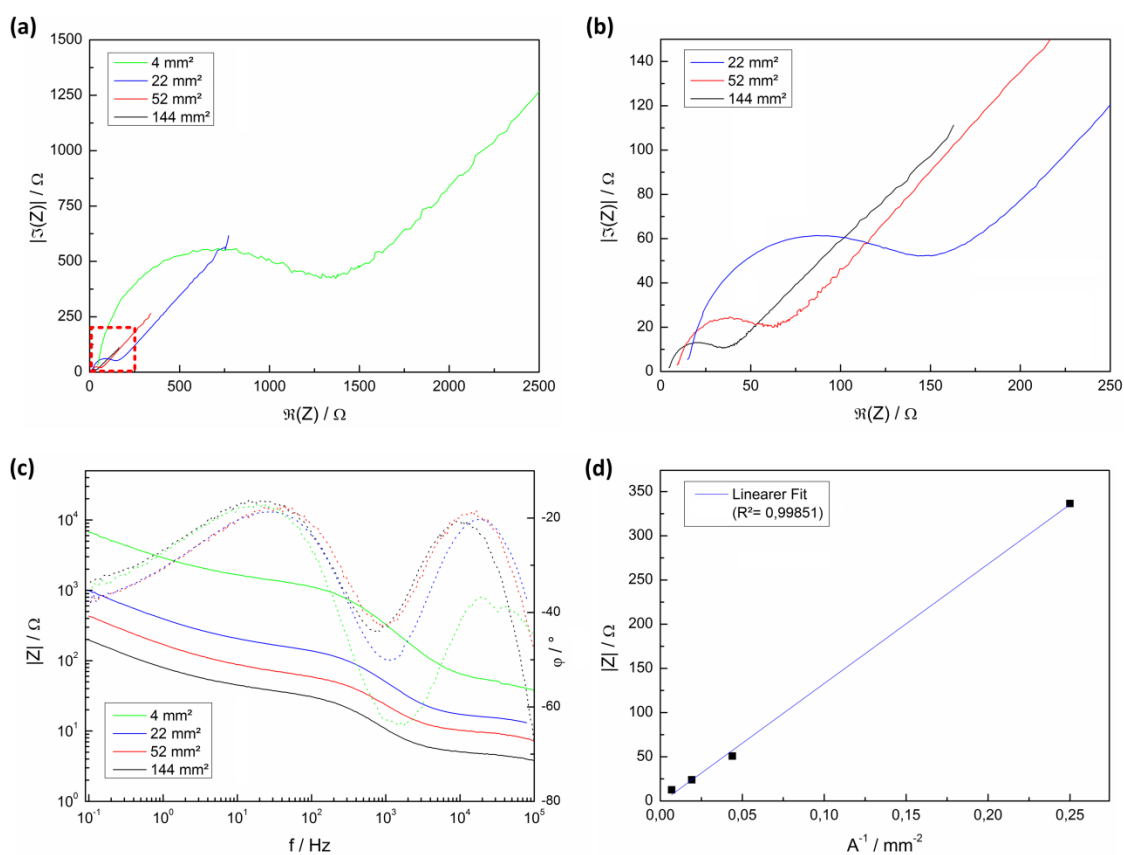 (a)
1500
1250
1000
750
500
250
0
|ℑ(Z)| / Ω
4 mm²
22 mm²
52 mm²
144 mm²
0 500 1000 1500 2000 2500
ℜ(Z) / Ω
(b)
140
120
100
80
60
40
20
0
|ℑ(Z)| / Ω
22 mm²
52 mm²
144 mm²
0 50 100 150 200 250
ℜ(Z) / Ω
(c)
10⁴
10³
10²
10¹
10⁰
|Z| / Ω
4 mm²
22 mm²
52 mm²
144 mm²
-20
-40
-60
-80
φ / °
10⁻¹ 10⁰ 10¹ 10² 10³ 10⁴ 10⁵
f / Hz
(d)
350
300
250
200
150
100
50
0
|Z| / Ω
Linearer Fit
(R²= 0,99851)
0,00 0,05 0,10 0,15 0,20 0,25
A⁻¹ / mm⁻²